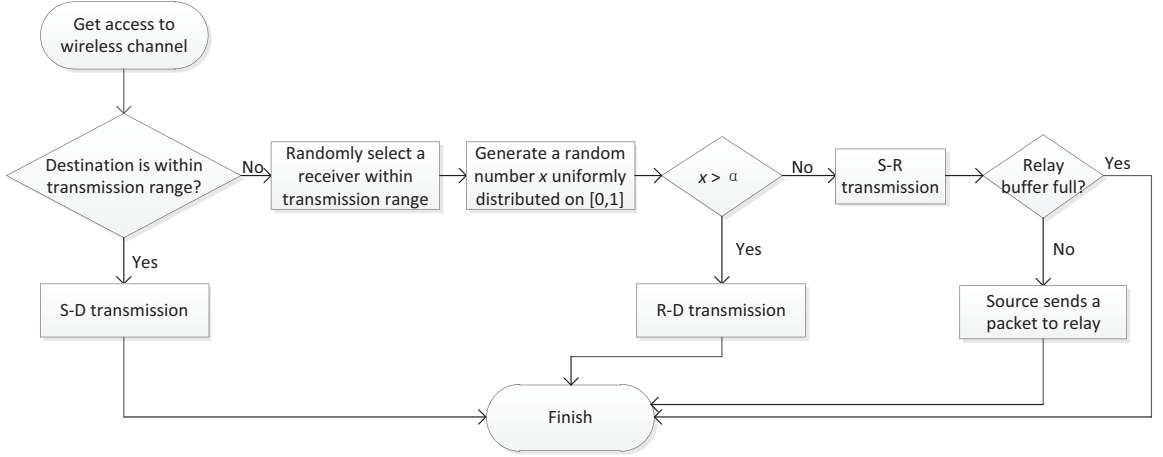 Get access to
wireless channel
Destination is within
transmission range?
No
Randomly select a
receiver within
transmission range
Generate a random
number x uniformly
distributed on [0,1]
x > α
No
S-R
transmission
Relay
buffer full?
Yes
Yes
S-D transmission
Yes
R-D transmission
No
Source sends a
packet to relay
Finish